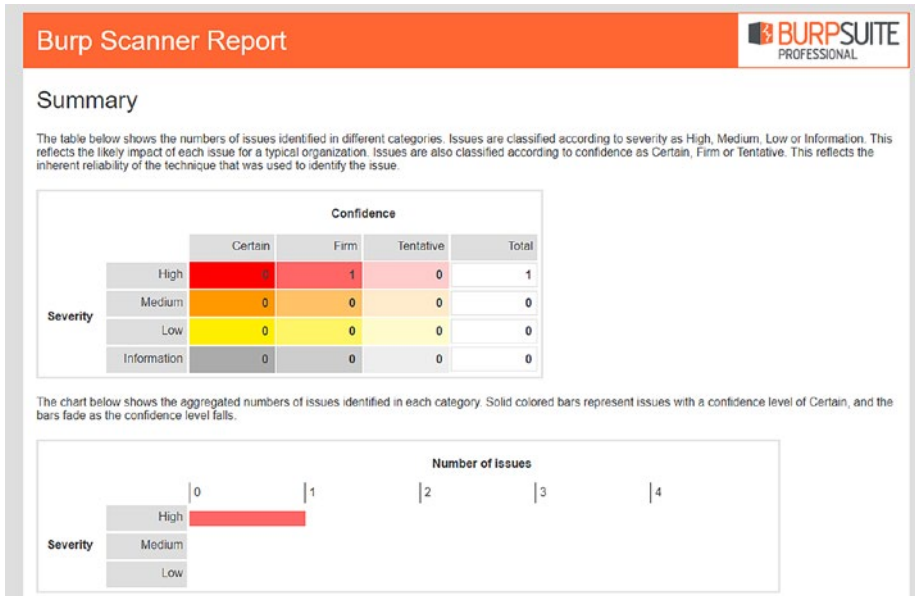 Burp Scanner Report
BURPSUITE
PROFESSIONAL
Summary
The table below shows the numbers of issues identified in different categories. Issues are classified according to severity as High, Medium, Low or Information. This
reflects the likely impact of each issue for a typical organization. Issues are also classified according to confidence as Certain, Firm or Tentative. This reflects the
inherent reliability of the technique that was used to identify the issue.
Confidence
Certain Firm Tentative Total
High 0 1 0 1
Medium 0 0 0 0
Severity
Low 0 0 0 0
Information 0 0 0 0
The chart below shows the aggregated numbers of issues identified in each category. Solid colored bars represent issues with a confidence level of Certain, and the
bars fade as the confidence level falls.
Number of issues
0 1 2 3 4
High
Severity Medium
Low